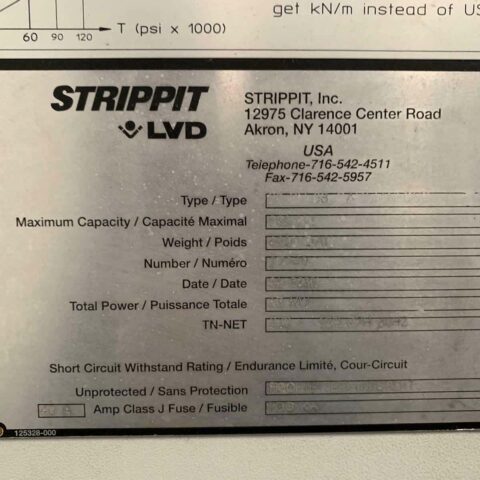 get kN/m instead of US
60 90 120 T (psi x 1000)
STRIPPIT
LVD
STRIPPIT, Inc.
12975 Clarence Center Road
Akron, NY 14001
USA
Telephone-716-542-4511
Fax-716-542-5957
Type / Type
Maximum Capacity / Capacité Maximal
Weight / Poids
Number / Numéro
Date / Date
Total Power / Puissance Totale
TN-NET
Short Circuit Withstand Rating / Endurance Limité, Cour-Circuit
Unprotected / Sans Protection
Amp Class J Fuse / Fusible
125328-000